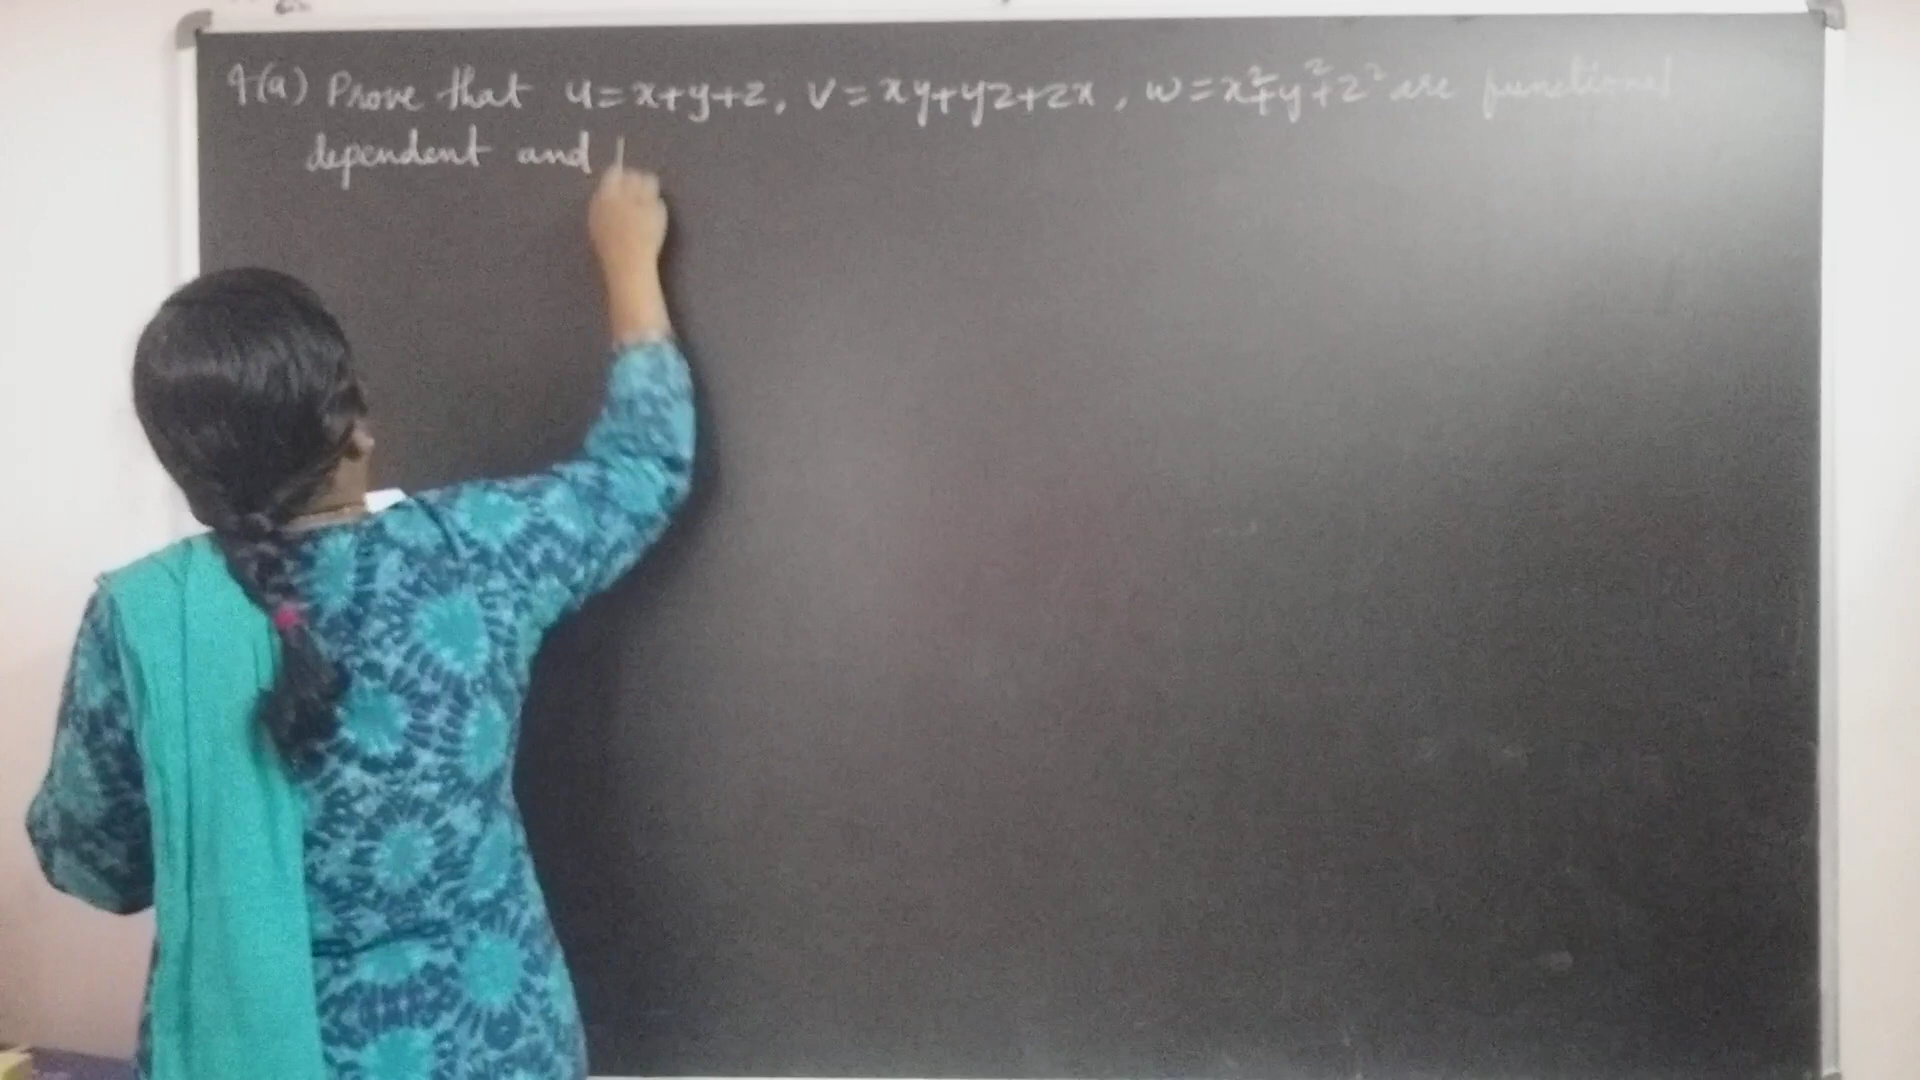 9(a) Prove that u=x+y+z, v=xy+yz+zx, w=x²+y²+z² are functional
dependent and